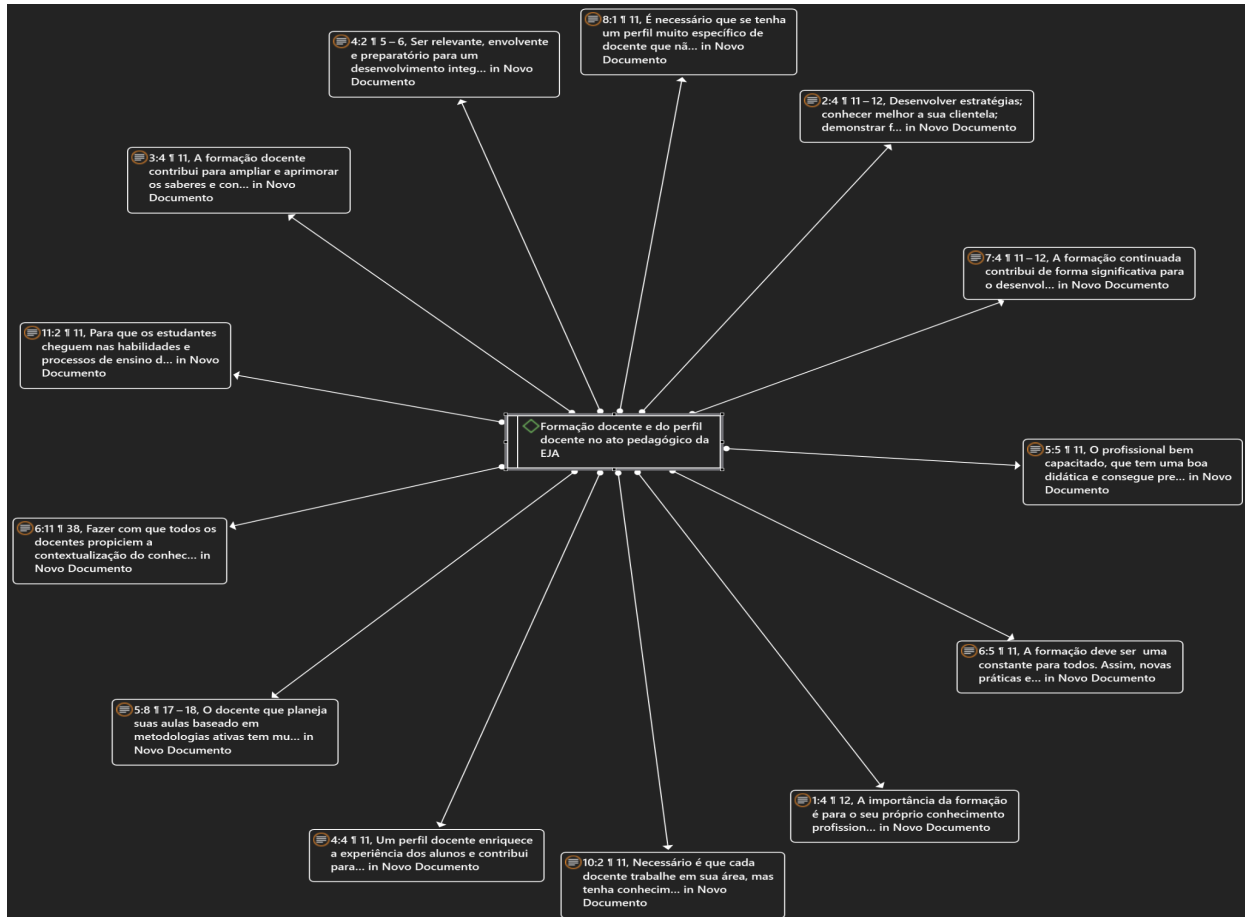 8:1 ¶ 11, É necessário que se tenha
um perfil muito específico de
docente que nã... in Novo
Documento
4:2 ¶ 5 – 6, Ser relevante, envolvente
e preparatório para um
desenvolvimento integ... in Novo
Documento
2:4 ¶ 11 – 12, Desenvolver estratégias;
conhecer melhor a sua clientela;
demonstrar f... in Novo
Documento
3:4 ¶ 11, A formação docente
contribui para ampliar e aprimorar
os saberes e con... in Novo
Documento
7:4 ¶ 11 – 12, A formação continuada
contribui de forma significativa para
o desenvol... in Novo
Documento
11:2 ¶ 11, Para que os estudantes
cheguem nas habilidades e
processos de ensino d... in Novo
Documento
Formação docente e do perfil
docente no ato pedagógico da
EJA
5:5 ¶ 11, O profissional bem
capacitado, que tem uma boa
didática e consegue pre... in Novo
Documento
6:11 ¶ 38, Fazer com que todos os
docentes propiciem a
contextualização do conhec... in
Novo Documento
6:5 ¶ 11, A formação deve ser uma
constante para todos. Assim, novas
práticas e... in Novo Documento
5:8 ¶ 17 – 18, O docente que planeja
suas aulas baseado em
metodologias ativas tem mu... in
Novo Documento
1:4 ¶ 12, A importância da formação
é para o seu próprio conhecimento
profission... in Novo Documento
4:4 ¶ 11, Um perfil docente enriquece
a experiência dos alunos e contribui
para... in Novo Documento
10:2 ¶ 11, Necessário é que cada
docente trabalhe em sua área, mas
tenha conhecim... in Novo
Documento